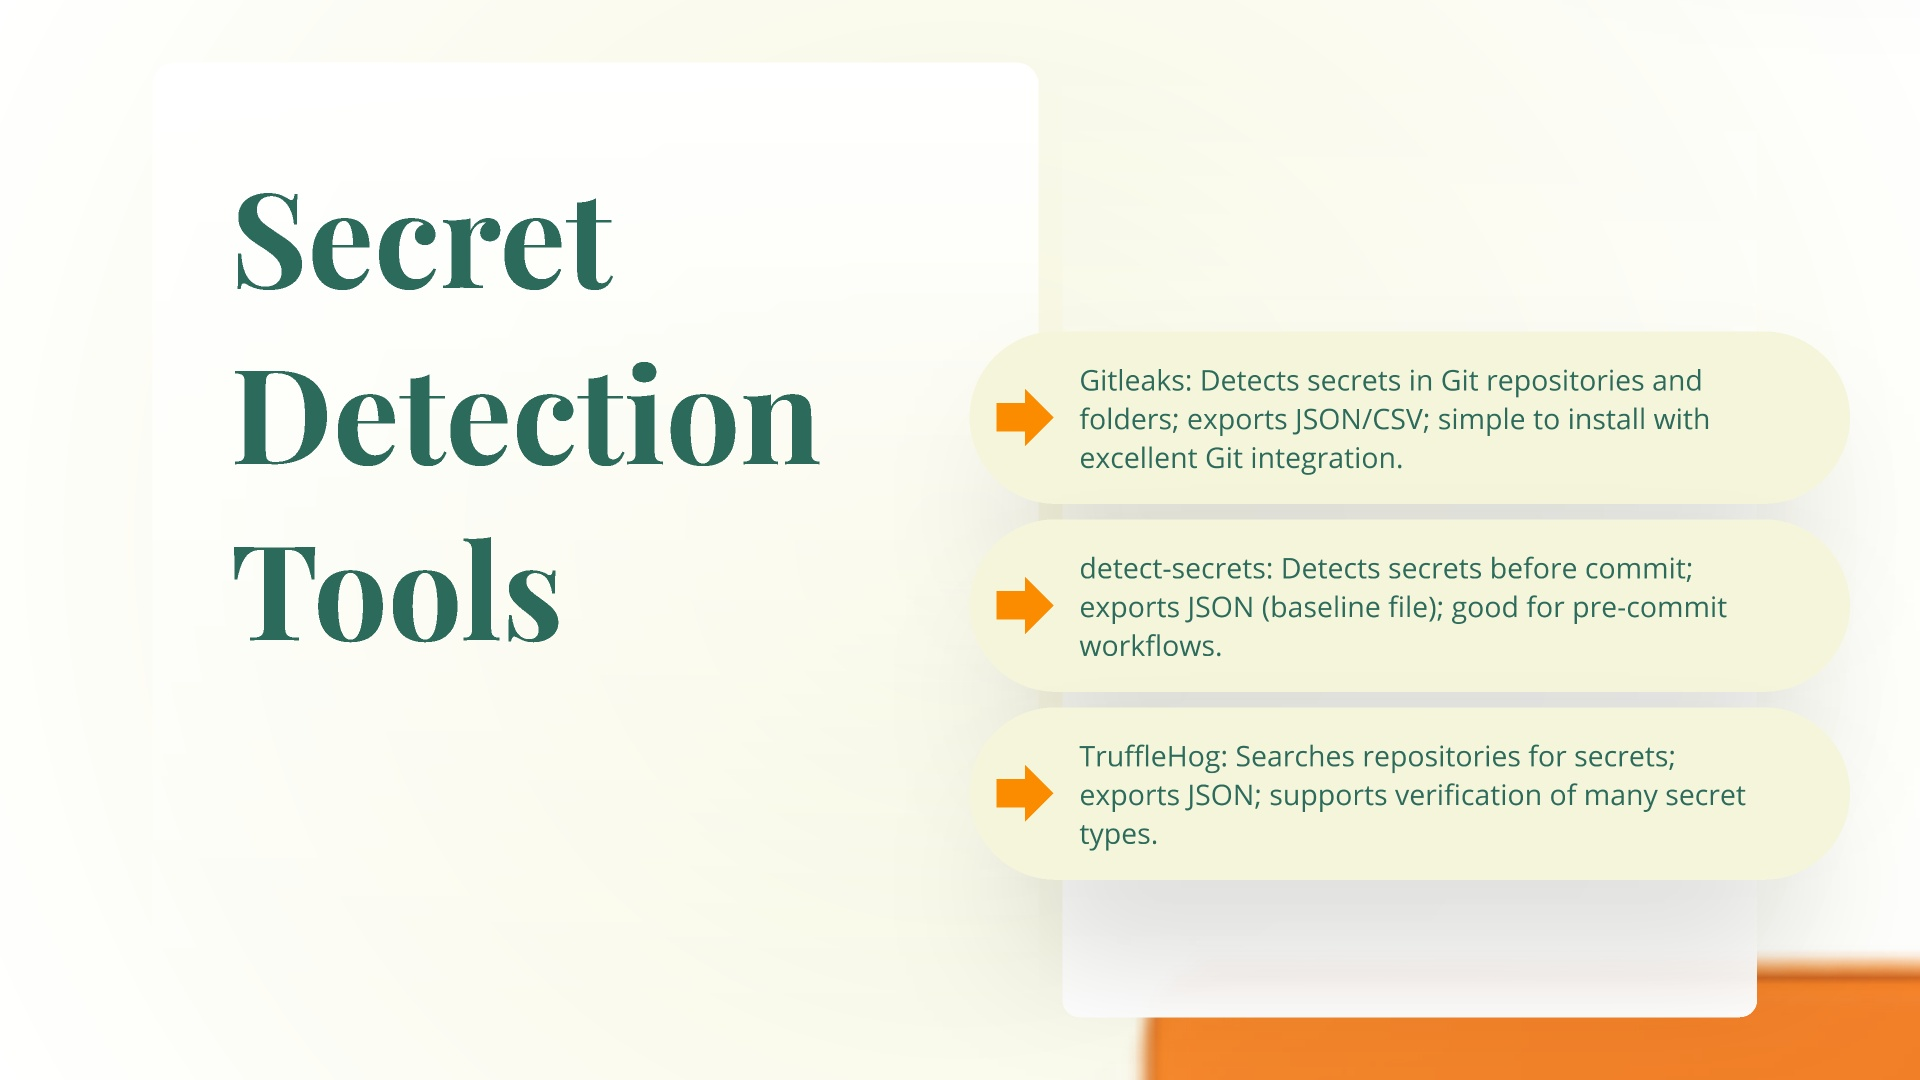 Secret
Detection
Tools
Gitleaks: Detects secrets in Git repositories and
folders; exports JSON/CSV; simple to install with
excellent Git integration.
detect-secrets: Detects secrets before commit;
exports JSON (baseline file); good for pre-commit
workflows.
TruffleHog: Searches repositories for secrets;
exports JSON; supports verification of many secret
types.